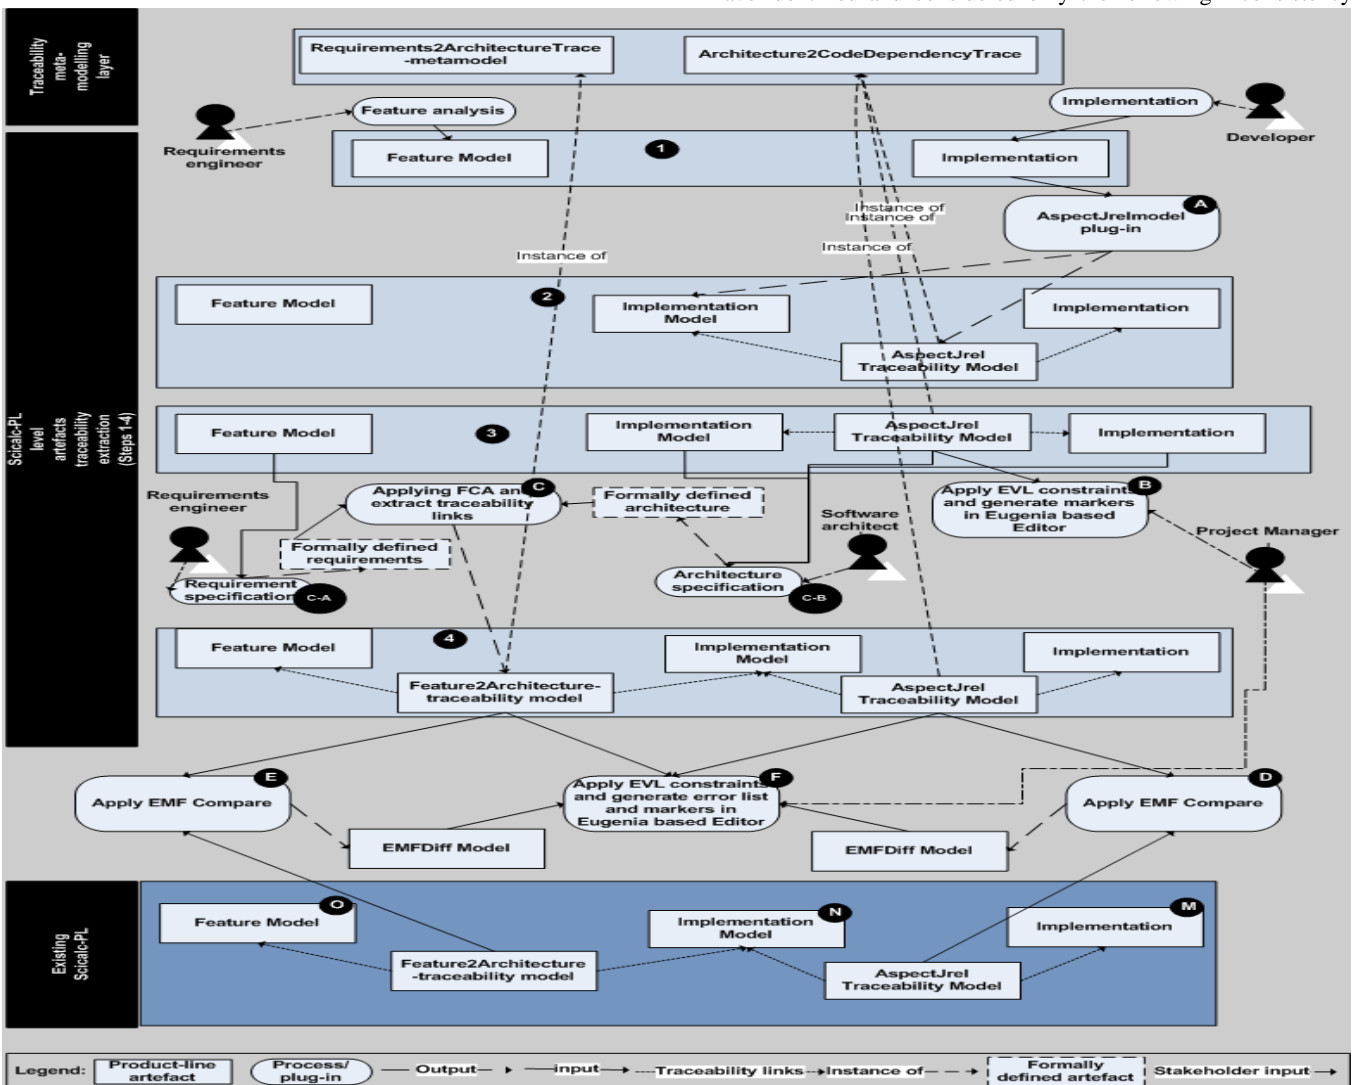 Traceability
meta-
modelling
layer
Requirements2ArchitectureTrace
-metamodel
Architecture2CodeDependencyTrace
Requirements
engineer
Feature analysis
Implementation
Developer
Scicalc-PL
level
artefacts
traceability
extraction
(Steps 1-4)
Feature Model
1
Implementation
A
AspectJrelmodel
plug-in
Instance of
Instance of
Instance of
Instance of
Feature Model
2
Implementation
Model
Implementation
AspectJrel
Traceability Model
Feature Model
3
Implementation
Model
AspectJrel
Traceability Model
Implementation
Requirements
engineer
Applying FCA an
extract traceability
links
C
Formally defined
architecture
Software
architect
Apply EVL constraints
and generate markers
in Eugenia based
Editor
B
Project Manager
Formally defined
requirements
Requirement
specification
C-A
Architecture
specification
C-B
Feature Model
4
Implementation
Model
Implementation
Feature2Architecture-
traceability model
AspectJrel
Traceability Model
E
Apply EMF Compare
F
Apply EVL constraints
and generate error list
and markers in
Eugenia based Editor
D
Apply EMF Compare
EMFDiff Model
EMFDiff Model
Existing
Scicalc-PL
Feature Model
O
Implementation
Model
N
Implementation
M
Feature2Architecture
-traceability model
AspectJrel
Traceability Model
Legend:
Product-line
artefact
Process/
plug-in
Output
input
Traceability links
Instance of
Formally
defined artefact
Stakeholder input